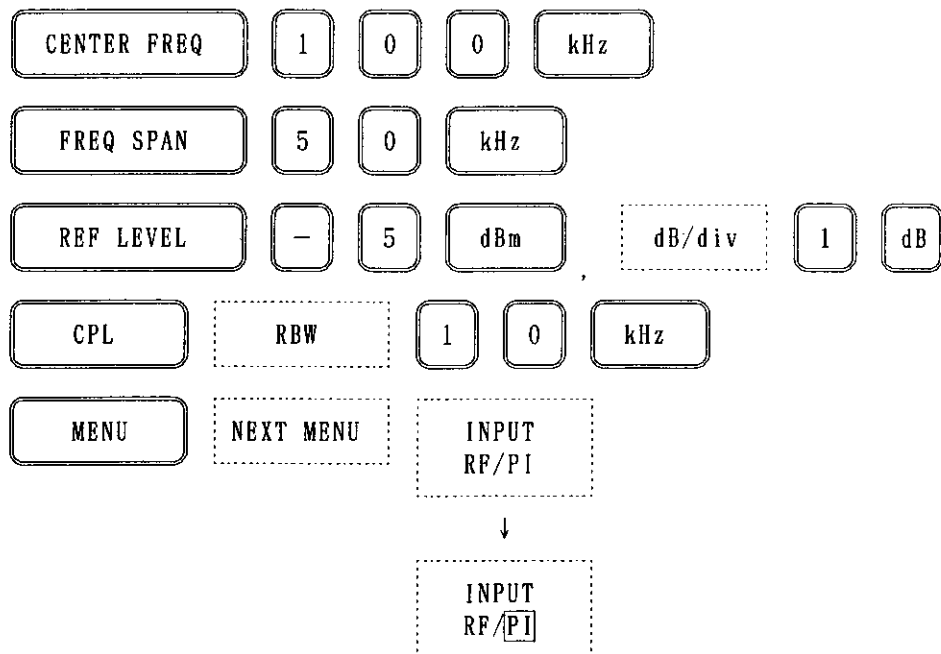 CENTER FREQ 1 0 0 kHz
FREQ SPAN 5 0 kHz
REF LEVEL - 5 dBm , dB/div 1 dB
CPL RBW 1 0 kHz
MENU NEXT MENU INPUT
RF/PI
↓
INPUT
RF/PI